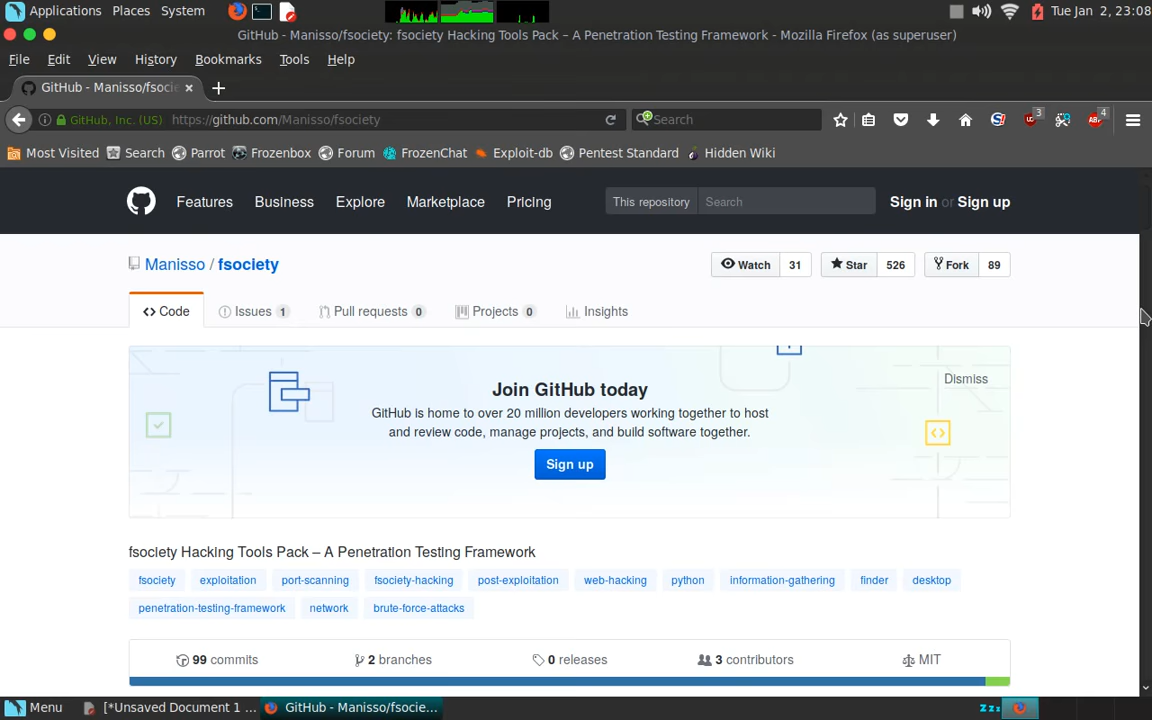 Applications Places System Tue Jan 2, 23:08
GitHub - Manisso/fsociety: fsociety Hacking Tools Pack – A Penetration Testing Framework - Mozilla Firefox (as superuser)
File Edit View History Bookmarks Tools Help
GitHub - Manisso/fsocie × +
GitHub, Inc. (US) https://github.com/Manisso/fsociety Search 3 4
Most Visited Search Parrot Frozenbox Forum FrozenChat Exploit-db Pentest Standard Hidden Wiki
Features Business Explore Marketplace Pricing This repository Search Sign in or Sign up
Manisso / fsociety Watch 31 Star 526 Fork 89
Code Issues 1 Pull requests 0 Projects 0 Insights
Join GitHub today
Dismiss
GitHub is home to over 20 million developers working together to host
and review code, manage projects, and build software together.
Sign up
fsociety Hacking Tools Pack – A Penetration Testing Framework
fsociety exploitation port-scanning fsociety-hacking post-exploitation web-hacking python information-gathering finder desktop
penetration-testing-framework network brute-force-attacks
99 commits 2 branches 0 releases 3 contributors MIT
Menu [*Unsaved Document 1 ... GitHub - Manisso/fsocie... zzz